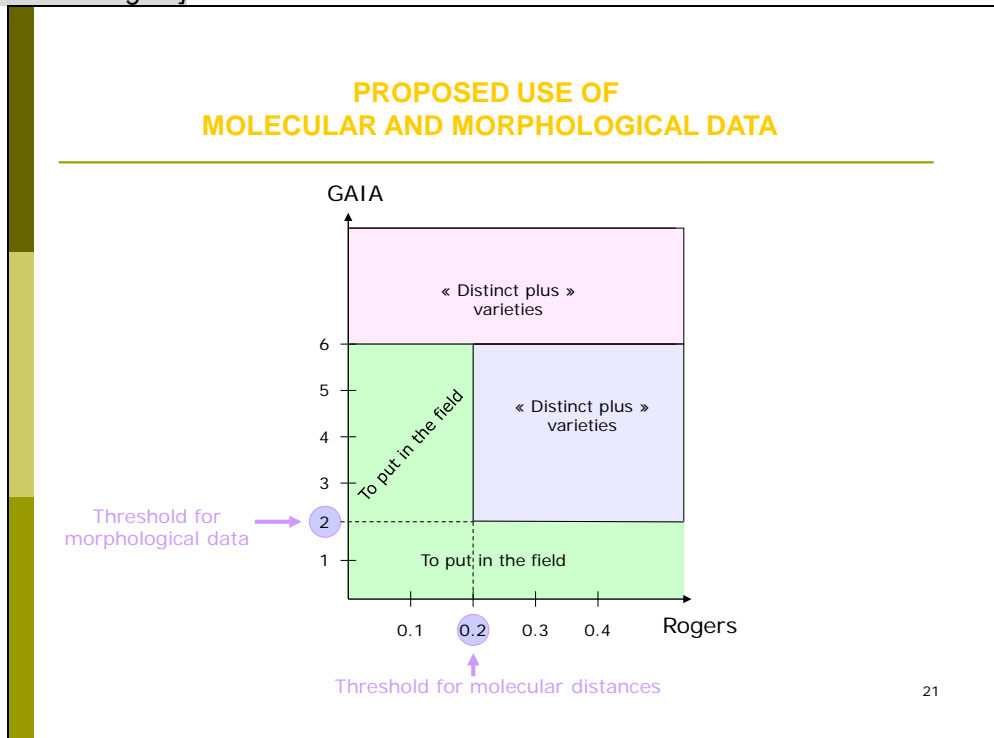 PROPOSED USE OF
MOLECULAR AND MORPHOLOGICAL DATA
GAIA
« Distinct plus »
varieties
6
5
4
3
2
1
« Distinct plus »
varieties
To put in the field
Threshold for
morphological data
To put in the field
0.1 0.2 0.3 0.4 Rogers
Threshold for molecular distances
21